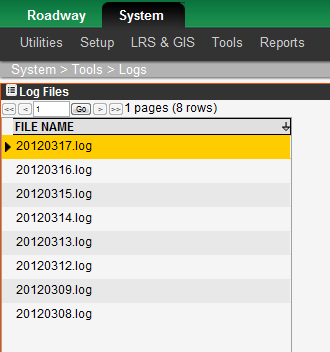 Roadway System
Utilities Setup LRS & GIS Tools Reports
System > Tools > Logs
Log Files
<< < 1 Go > >> 1 pages (8 rows)
FILE NAME
20120317.log
20120316.log
20120315.log
20120314.log
20120313.log
20120312.log
20120309.log
20120308.log